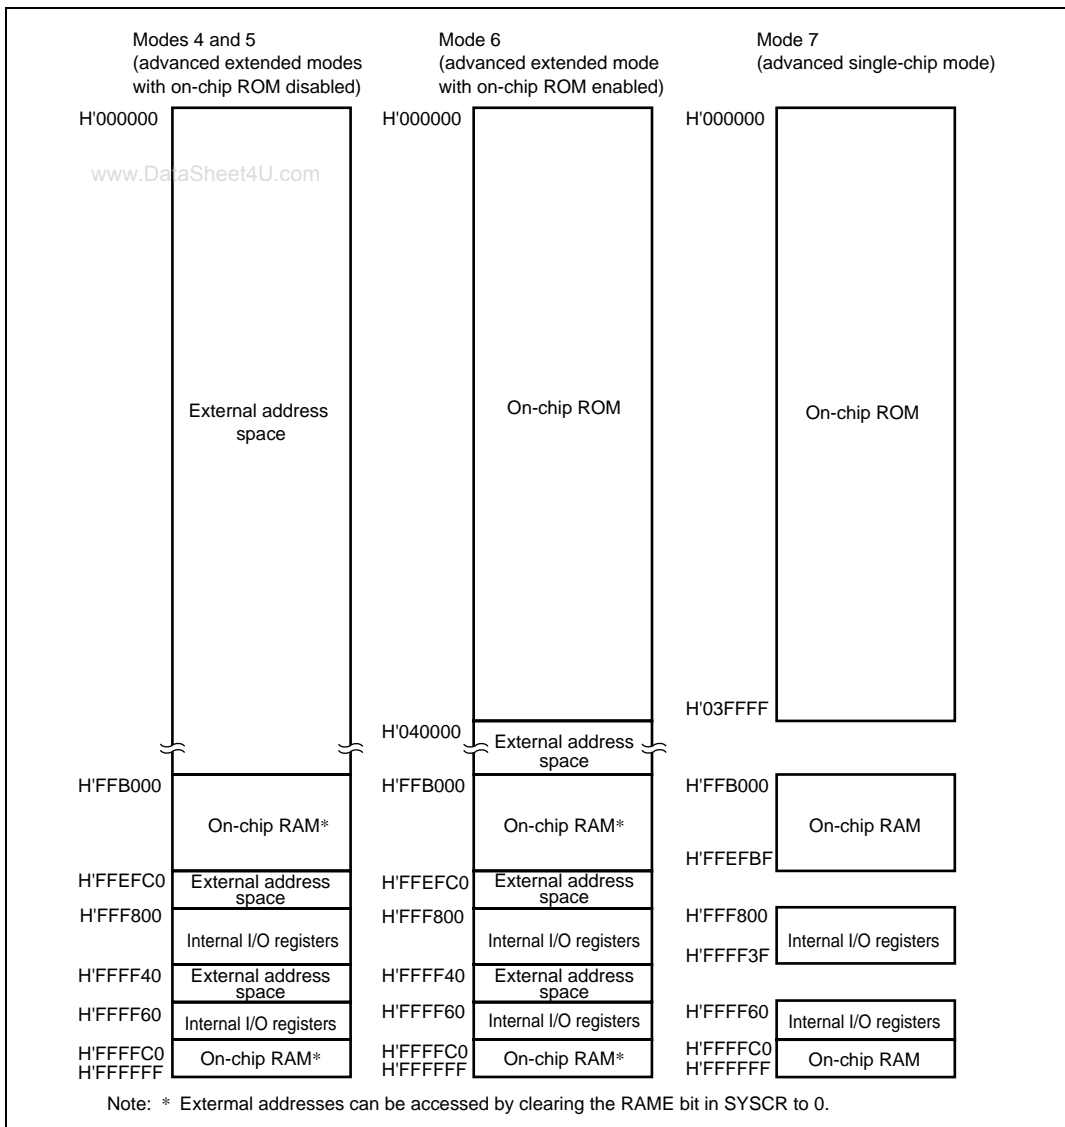 Modes 4 and 5
(advanced extended modes
with on-chip ROM disabled)
Mode 6
(advanced extended mode
with on-chip ROM enabled)
Mode 7
(advanced single-chip mode)
www.DataSheet4U.com
H'000000
External address
space
H'FFB000
On-chip RAM*
H'FFEFC0
External address
space
H'FFF800
Internal I/O registers
H'FFFF40
External address
space
H'FFFF60
Internal I/O registers
H'FFFFC0
On-chip RAM*
H'FFFFFF
H'000000
On-chip ROM
H'040000
External address
space
H'FFB000
On-chip RAM*
H'FFEFC0
External address
space
H'FFF800
Internal I/O registers
H'FFFF40
External address
space
H'FFFF60
Internal I/O registers
H'FFFFC0
On-chip RAM*
H'FFFFFF
H'000000
On-chip ROM
H'03FFFF
H'FFB000
On-chip RAM
H'FFEFBF
H'FFF800
Internal I/O registers
H'FFFF3F
H'FFFF60
Internal I/O registers
H'FFFFC0
On-chip RAM
H'FFFFFF
Note: * Extermal addresses can be accessed by clearing the RAME bit in SYSCR to 0.